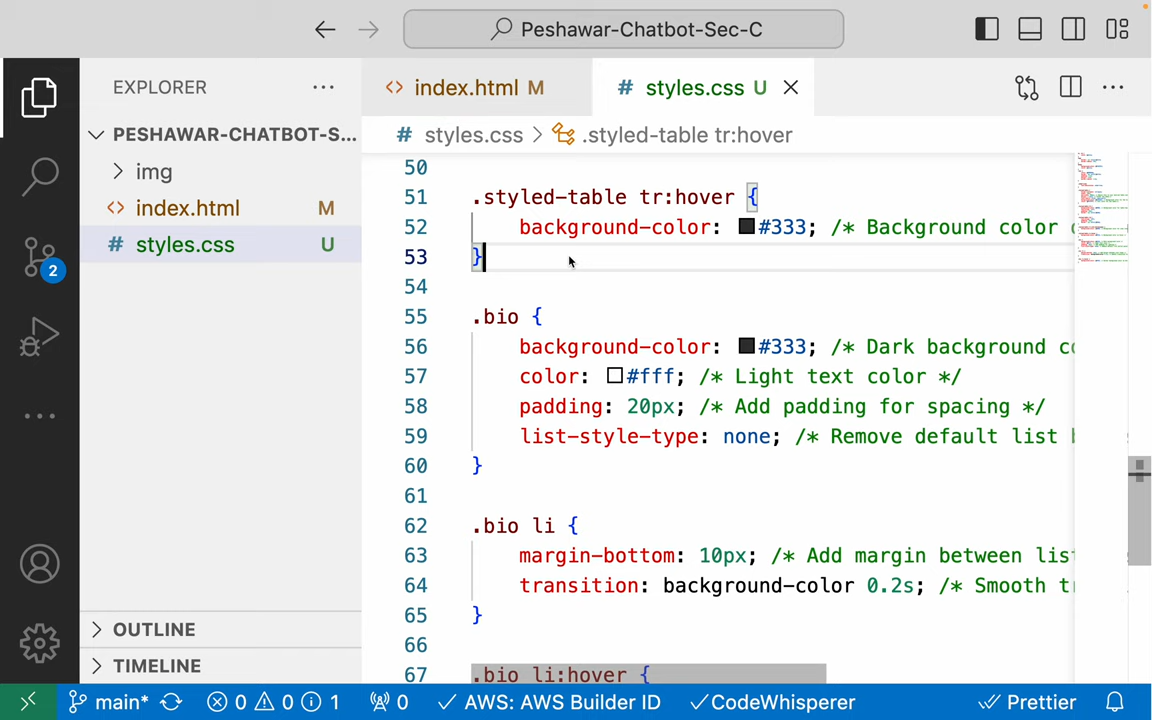 Peshawar-Chatbot-Sec-C
EXPLORER
PESHAWAR-CHATBOT-S...
img
index.html M
styles.css U
OUTLINE
TIMELINE
2
index.html M
styles.css U
styles.css > .styled-table tr:hover
50
51 .styled-table tr:hover {
52 background-color: #333; /* Background color
53 }
54
55 .bio {
56 background-color: #333; /* Dark background
57 color: #fff; /* Light text color */
58 padding: 20px; /* Add padding for spacing */
59 list-style-type: none; /* Remove default list
60 }
61
62 .bio li {
63 margin-bottom: 10px; /* Add margin between
64 transition: background-color 0.2s; /* Smooth
65 }
66
67 .bio li:hover {
main* 0 0 1 0 AWS: AWS Builder ID CodeWhisperer Prettier